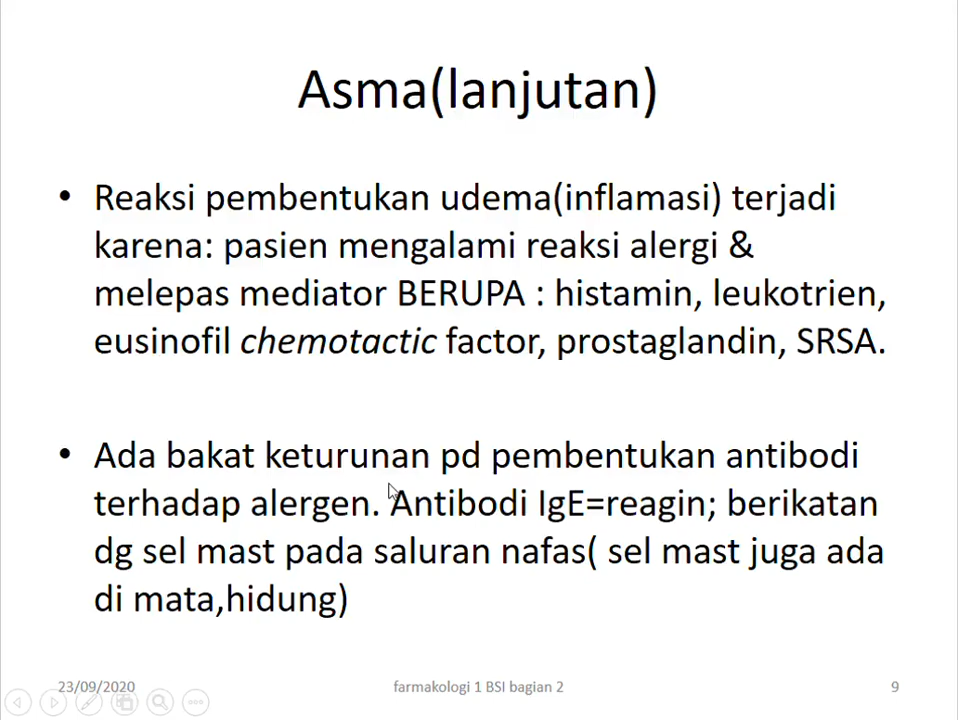 Asma(lanjutan)
• Reaksi pembentukan udema(inflamasi) terjadi
karena: pasien mengalami reaksi alergi &
melepas mediator BERUPA : histamin, leukotrien,
eusinofil chemotactic factor, prostaglandin, SRSA.
• Ada bakat keturunan pd pembentukan antibodi
terhadap alergen. Antibodi IgE=reagin; berikatan
dg sel mast pada saluran nafas( sel mast juga ada
di mata,hidung)
23/09/2020
farmakologi 1 BSI bagian 2
9